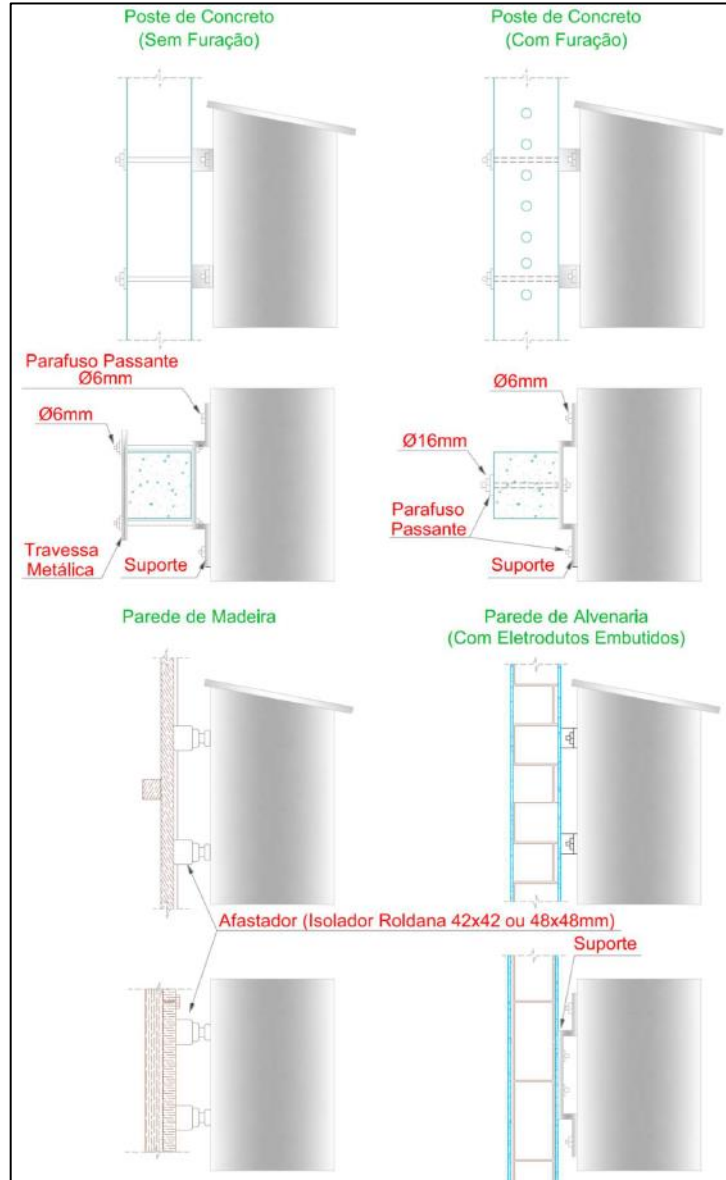 Poste de Concreto
(Sem Furação)
Poste de Concreto
(Com Furação)
Parafuso Passante
Ø6mm
Ø6mm
Travessa
Metálica
Suporte
Ø6mm
Ø16mm
Parafuso
Passante
Suporte
Parede de Madeira
Parede de Alvenaria
(Com Eletrodutos Embutidos)
Afastador (Isolador Roldana 42x42 ou 48x48mm)
Suporte